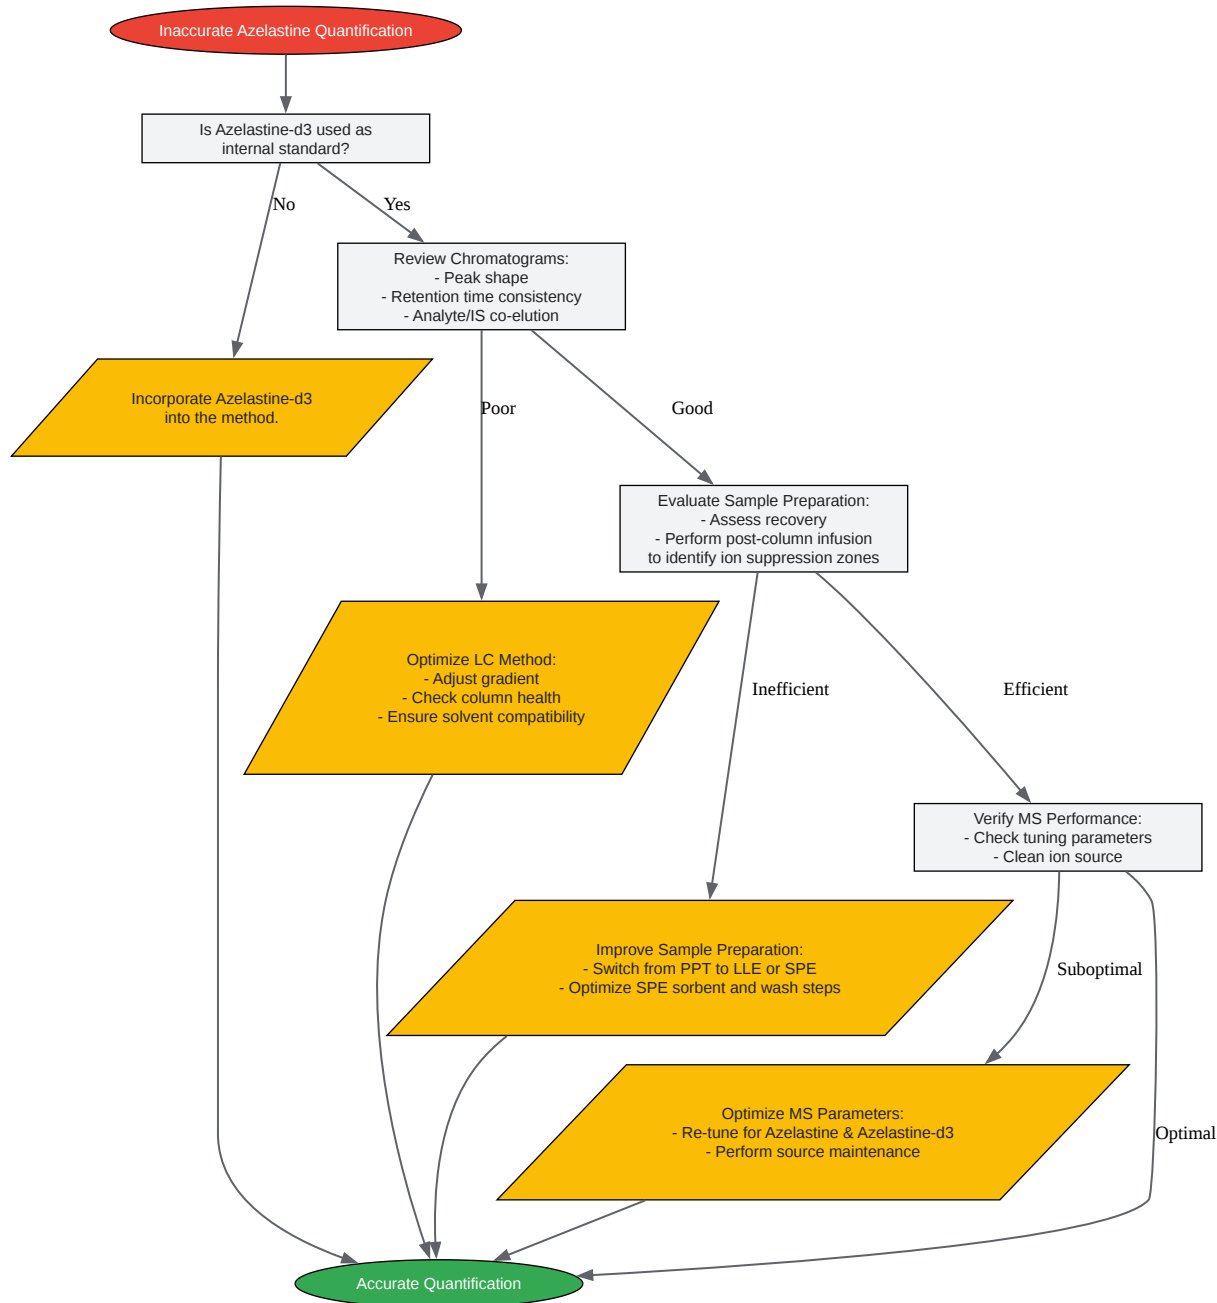 Inaccurate Azelastine Quantification
Is Azelastine-d3 used as
internal standard?
No
Yes
Review Chromatograms:
- Peak shape
- Retention time consistency
- Analyte/IS co-elution
Incorporate Azelastine-d3
into the method.
Poor
Good
Evaluate Sample Preparation:
- Assess recovery
- Perform post-column infusion
to identify ion suppression zones
Optimize LC Method:
- Adjust gradient
- Check column health
- Ensure solvent compatibility
Inefficient
Efficient
Verify MS Performance:
- Check tuning parameters
- Clean ion source
Improve Sample Preparation:
- Switch from PPT to LLE or SPE
- Optimize SPE sorbent and wash steps
Suboptimal
Optimize MS Parameters:
- Re-tune for Azelastine & Azelastine-d3
- Perform source maintenance
Optimal
Accurate Quantification